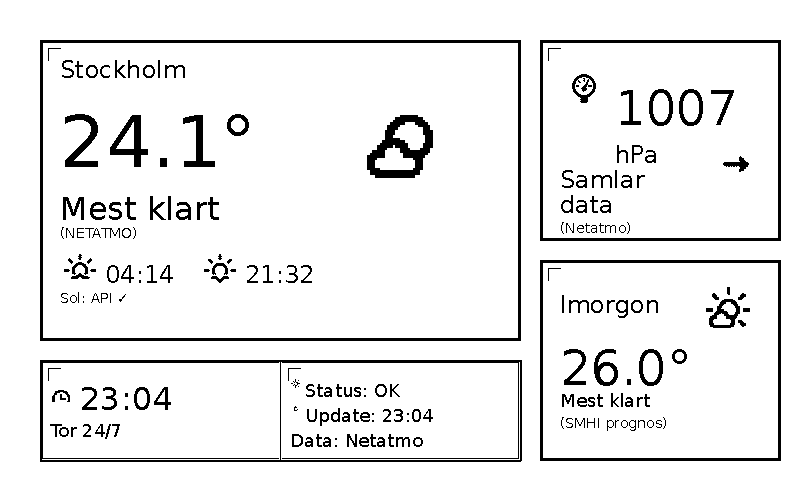 Stockholm
24.1°
Mest klart
(NETATMO)
04:14 21:32
Sol: API ✓
1007
hPa
Samlar
data
(Netatmo)
Imorgon
26.0°
Mest klart
(SMHI prognos)
23:04
Tor 24/7
Status: OK
Update: 23:04
Data: Netatmo